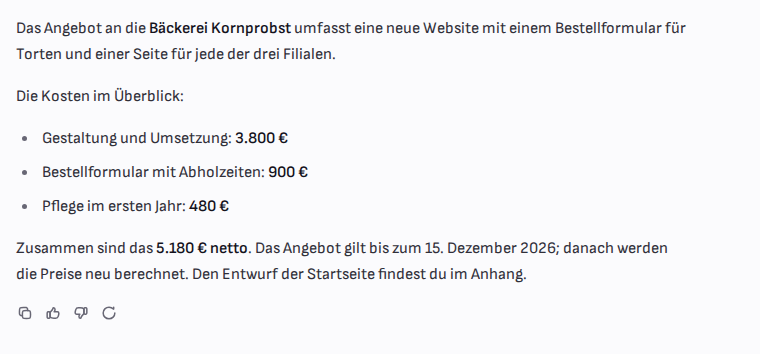 Das Angebot an die Bäckerei Kornprobst umfasst eine neue Website mit einem Bestellformular für
Torten und einer Seite für jede der drei Filialen.
Die Kosten im Überblick:
Gestaltung und Umsetzung: 3.800 €
Bestellformular mit Abholzeiten: 900 €
Pflege im ersten Jahr: 480 €
Zusammen sind das 5.180 € netto. Das Angebot gilt bis zum 15. Dezember 2026; danach werden
die Preise neu berechnet. Den Entwurf der Startseite findest du im Anhang.